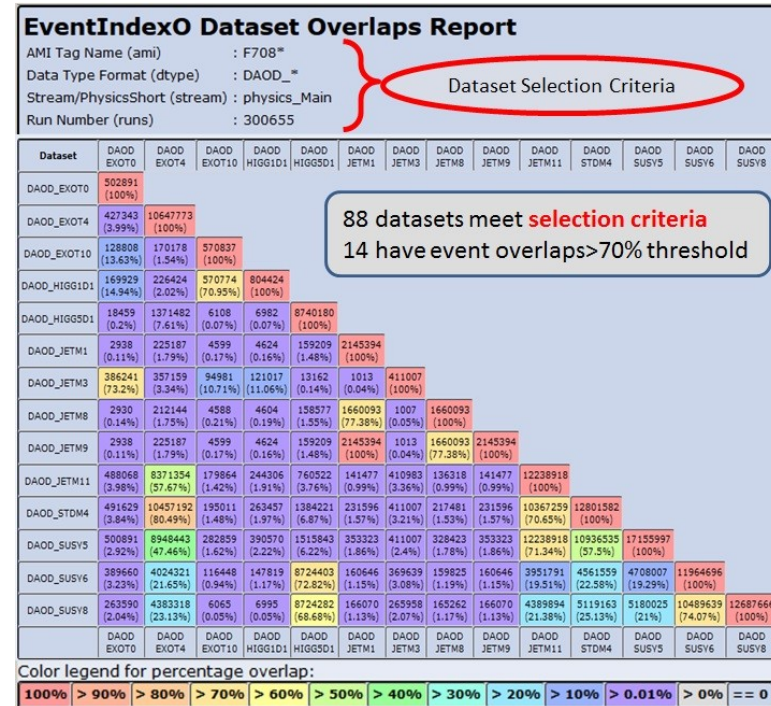 EventIndexO Dataset Overlaps Report
AMI Tag Name (ami) : F708*
Data Type Format (dtype) : DAOD_*
Stream/PhysicsShort (stream) : physics_Main
Run Number (runs) : 300655
Dataset Selection Criteria
Dataset DAOD EXOT0 DAOD EXOT4 DAOD EXOT10 DAOD HIGG1D1 DAOD HIGG5D1 DAOD JETM1 DAOD JETM3 DAOD JETM8 DAOD JETM9 DAOD JETM11 DAOD STDM4 DAOD SUSY5 DAOD SUSY6 DAOD SUSY8
DAOD_EXOT0 502891 (100%)
88 datasets meet selection criteria
14 have event overlaps>70% threshold
DAOD_EXOT4 427343 (3.99%) 10647773 (100%)
DAOD_EXOT10 128808 (13.63%) 170178 (1.54%) 570837 (100%)
DAOD_HIGG1D1 169929 (14.94%) 226424 (2.02%) 570774 (70.95%) 804424 (100%)
DAOD_HIGG5D1 18459 (0.2%) 1371482 (7.61%) 6108 (0.07%) 6982 (0.07%) 8740180 (100%)
DAOD_JETM1 2938 (0.11%) 225187 (1.79%) 4599 (0.17%) 4624 (0.16%) 159209 (1.48%) 2145394 (100%)
DAOD_JETM3 386241 (73.2%) 357159 (3.34%) 94981 (10.71%) 121017 (11.06%) 13162 (0.14%) 1013 (0.04%) 411007 (100%)
DAOD_JETM8 2930 (0.14%) 212144 (1.75%) 4588 (0.21%) 4604 (0.19%) 158577 (1.55%) 1660093 (77.38%) 1007 (0.05%) 1660093 (100%)
DAOD_JETM9 2938 (0.11%) 225187 (1.79%) 4599 (0.17%) 4624 (0.16%) 159209 (1.48%) 2145394 (100%) 1013 (0.04%) 1660093 (77.38%) 2145394 (100%)
DAOD_JETM11 488068 (3.98%) 8371354 (57.67%) 179864 (1.42%) 244306 (1.91%) 760522 (3.76%) 141477 (0.99%) 410983 (3.36%) 136318 (0.99%) 141477 (0.99%) 12238918 (100%)
DAOD_STDM4 491629 (3.84%) 10457192 (80.49%) 195011 (1.48%) 263457 (1.97%) 1384221 (6.87%) 231596 (1.57%) 411007 (3.21%) 217481 (1.53%) 231596 (1.57%) 10367259 (70.65%) 12801582 (100%)
DAOD_SUSY5 500891 (2.92%) 8948443 (47.46%) 282859 (1.62%) 390570 (2.22%) 1515843 (6.22%) 353323 (1.86%) 411007 (2.4%) 328423 (1.78%) 353323 (1.86%) 12238918 (71.34%) 10936535 (57.5%) 17155997 (100%)
DAOD_SUSY6 389660 (3.23%) 4024321 (21.65%) 116448 (0.94%) 147819 (1.17%) 8724403 (72.82%) 160646 (1.15%) 369639 (3.08%) 159825 (1.19%) 160646 (1.15%) 3951791 (19.51%) 4561559 (22.58%) 4708007 (19.29%) 11964696 (100%)
DAOD_SUSY8 263590 (2.04%) 4383318 (23.13%) 6065 (0.05%) 6995 (0.05%) 8724282 (68.68%) 166070 (1.13%) 265958 (2.07%) 165262 (1.17%) 166070 (1.13%) 4389894 (21.38%) 5119163 (25.13%) 5180025 (21%) 10489639 (74.07%) 12687666 (100%)
DAOD EXOT0 DAOD EXOT4 DAOD EXOT10 DAOD HIGG1D1 DAOD HIGG5D1 DAOD JETM1 DAOD JETM3 DAOD JETM8 DAOD JETM9 DAOD JETM11 DAOD STDM4 DAOD SUSY5 DAOD SUSY6 DAOD SUSY8
Color legend for percentage overlap:
100% > 90% > 80% > 70% > 60% > 50% > 40% > 30% > 20% > 10% > 0.01% > 0% == 0